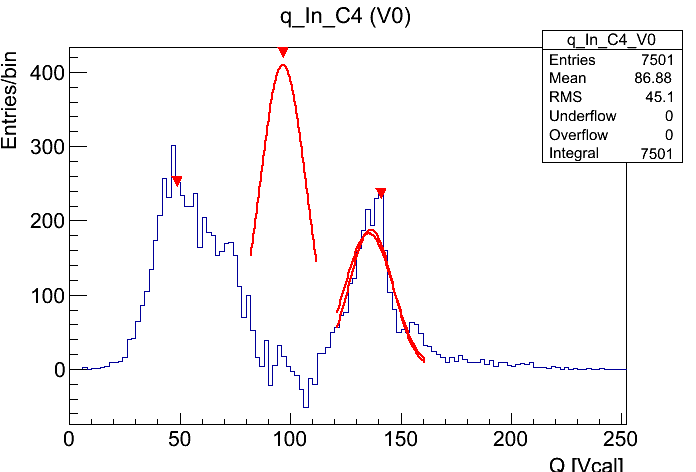 q_In_C4 (V0)
q_In_C4_V0
Entries 7501
Mean 86.88
RMS 45.1
Underflow 0
Overflow 0
Integral 7501
Entries/bin
400
300
200
100
0
0 50 100 150 200 250
Q [Vcal]